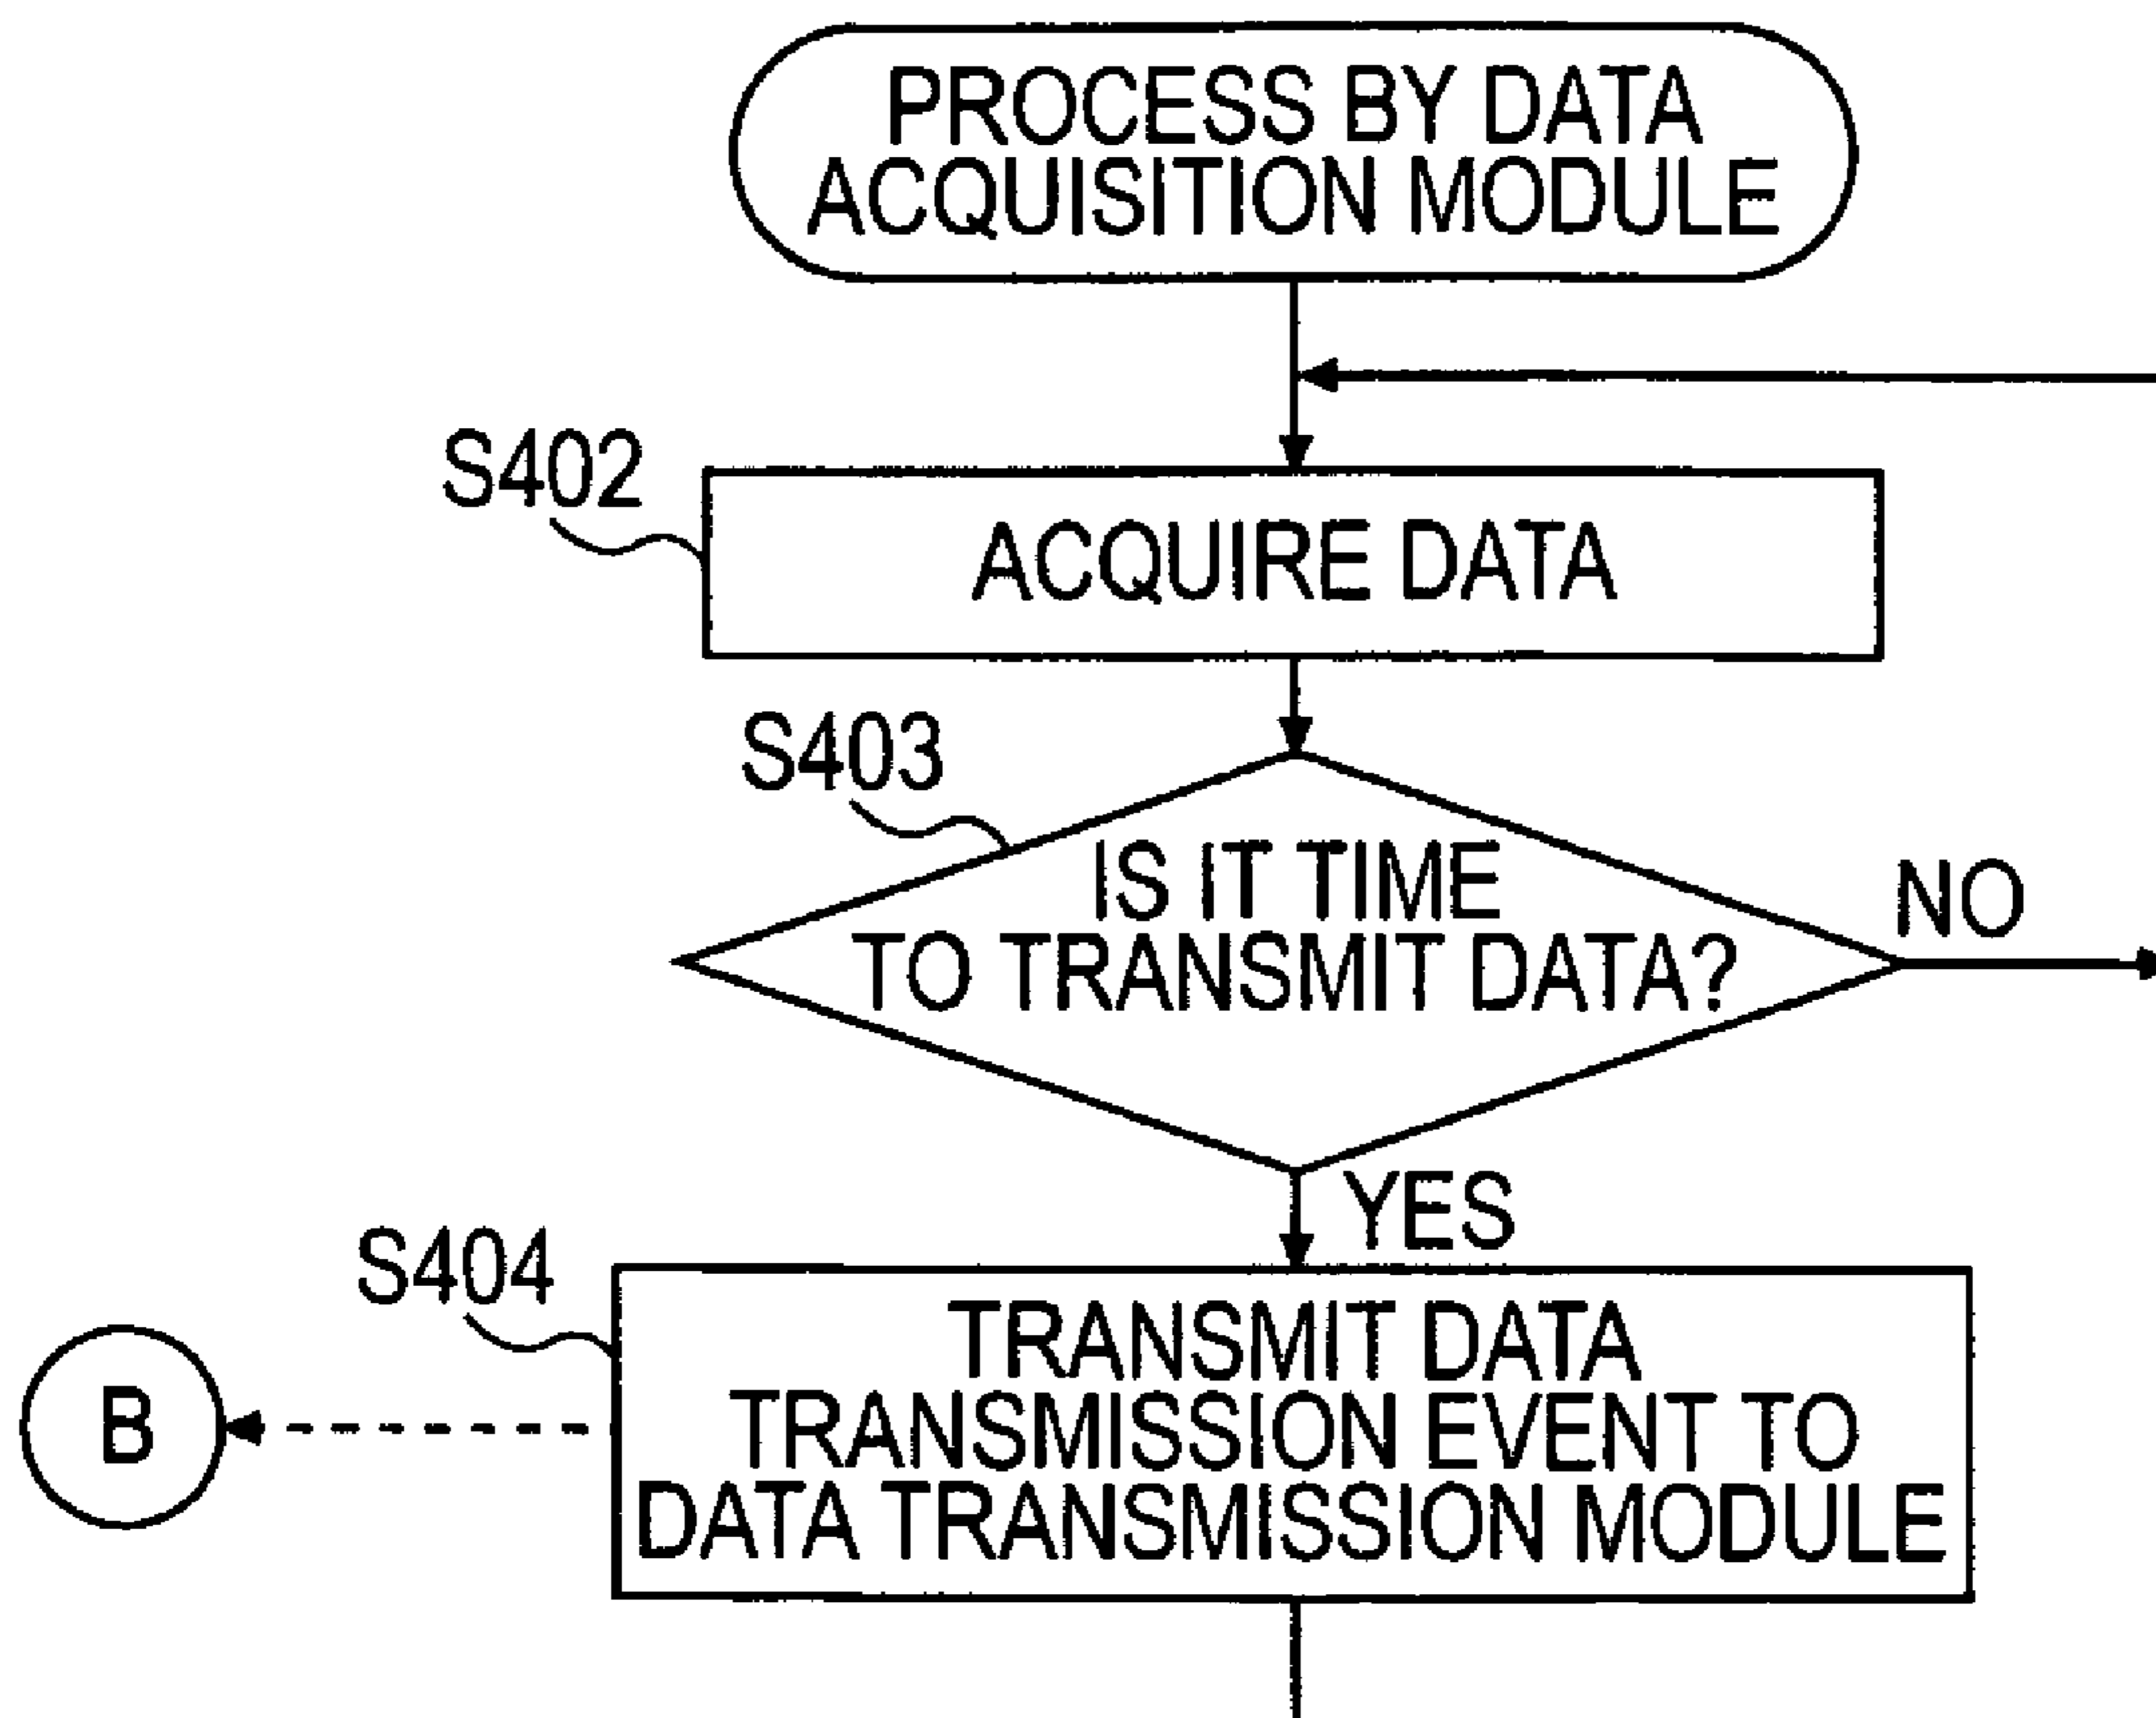 PROCESS BY DATA
ACQUISITION MODULE
S402
ACQUIRE DATA
S403
IS IT TIME
TO TRANSMIT DATA?
NO
YES
S404
TRANSMIT DATA
TRANSMISSION EVENT TO
DATA TRANSMISSION MODULE
B